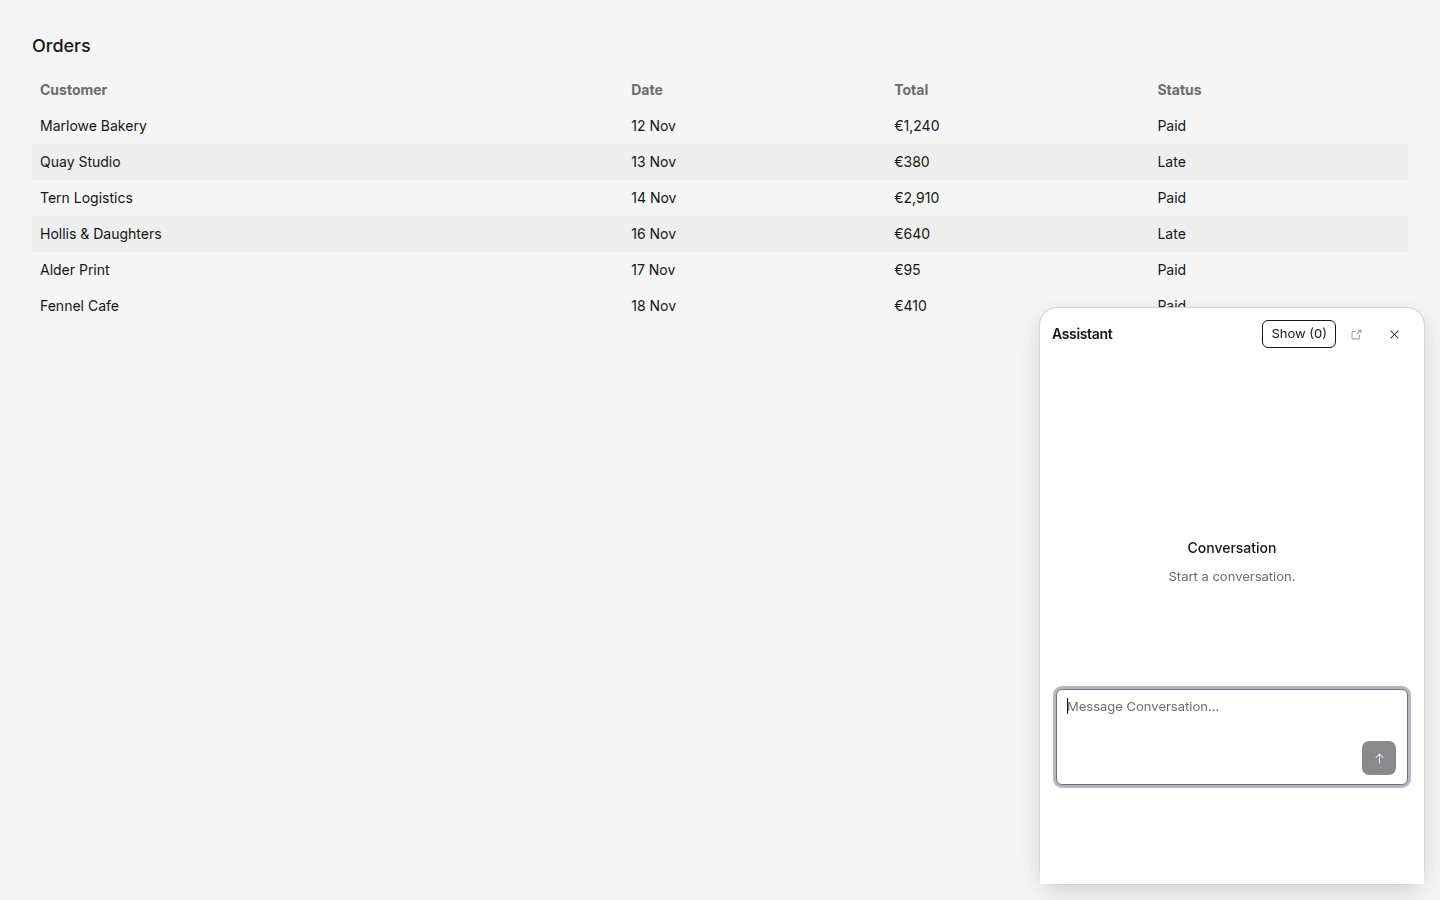 Orders
Customer Date Total Status
Marlowe Bakery 12 Nov €1,240 Paid
Quay Studio 13 Nov €380 Late
Tern Logistics 14 Nov €2,910 Paid
Hollis & Daughters 16 Nov €640 Late
Alder Print 17 Nov €95 Paid
Fennel Cafe 18 Nov €410 Paid
Assistant Show (0)
Conversation
Start a conversation.
Message Conversation...